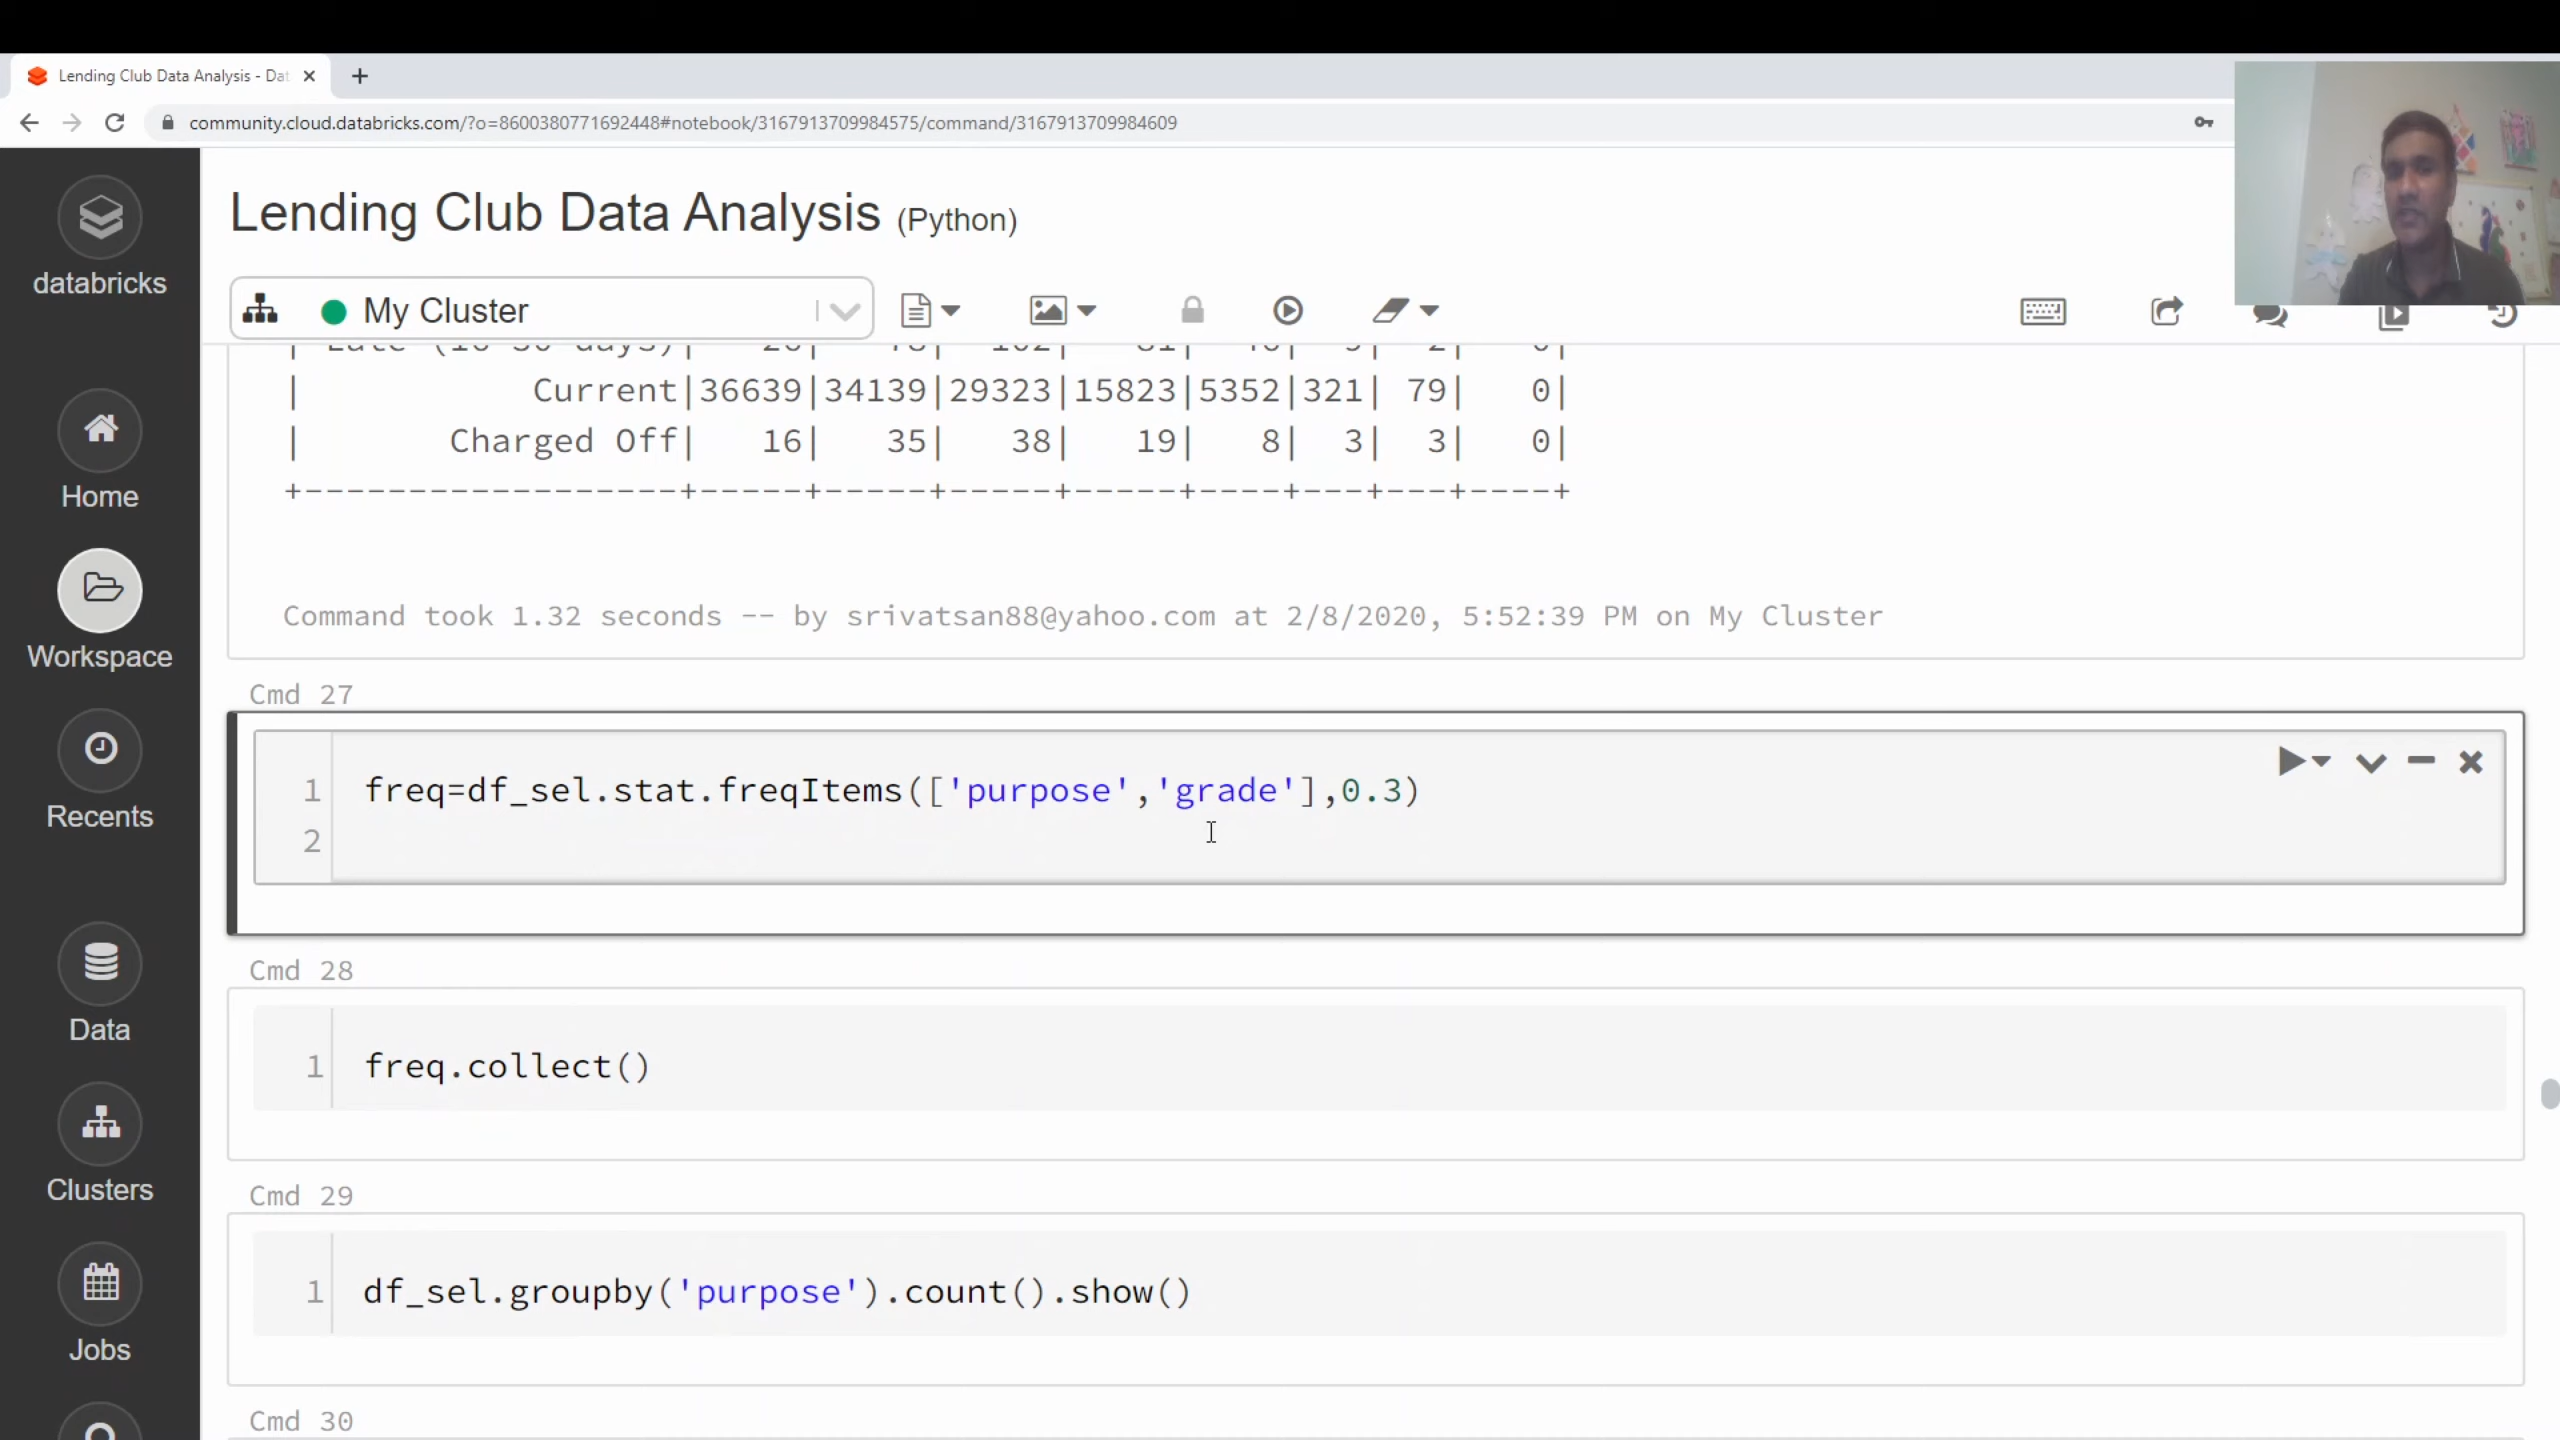 Lending Club Data Analysis - Dat
community.cloud.databricks.com/?o=8600380771692448#notebook/3167913709984575/command/3167913709984609
databricks
Home
Workspace
Recents
Data
Clusters
Jobs
Lending Club Data Analysis (Python)
My Cluster
| Current|36639|34139|29323|15823|5352|321| 79| 0|
| Charged Off| 16| 35| 38| 19| 8| 3| 3| 0|
+------------------+-----+-----+-----+-----+----+---+---+----+
Command took 1.32 seconds -- by srivatsan88@yahoo.com at 2/8/2020, 5:52:39 PM on My Cluster
Cmd 27
1 freq=df_sel.stat.freqItems(['purpose','grade'],0.3)
2
Cmd 28
1 freq.collect()
Cmd 29
1 df_sel.groupby('purpose').count().show()
Cmd 30